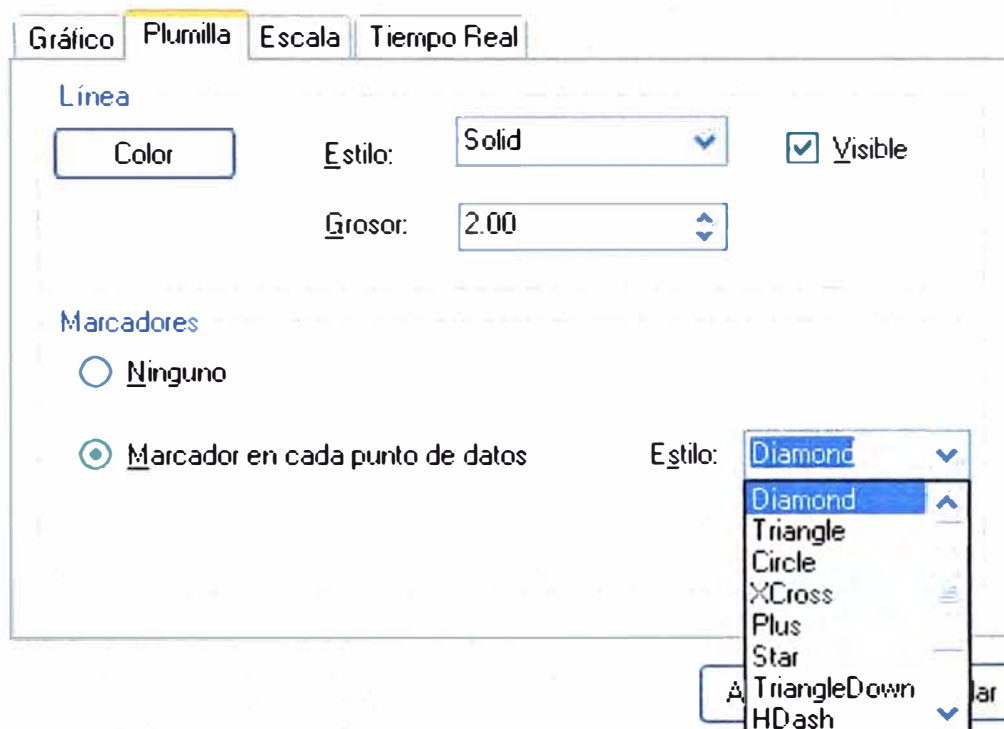 Gráfico Plumilla Escala Tiempo Real
Línea
Color Estilo: Solid Visible
Grosor: 2.00
Marcadores
Ninguno
Marcador en cada punto de datos Estilo: Diamond
Diamond
Triangle
Circle
XCross
Plus
Star
TriangleDown
HDash